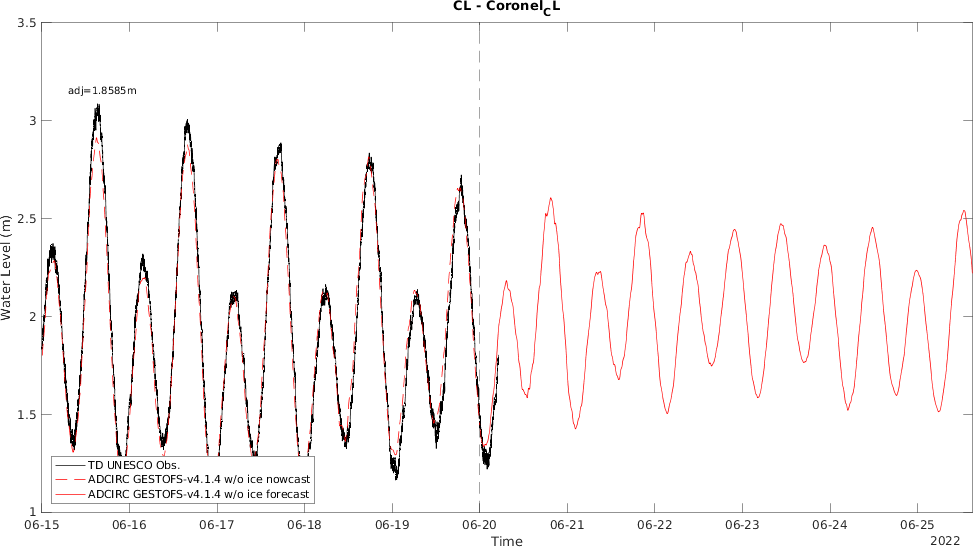 CL - Coronel_CL
adj=1.8585m
3.5
3
2.5
2
1.5
1
Water Level (m)
TD UNESCO Obs.
ADCIRC GESTOFS-v4.1.4 w/o ice nowcast
ADCIRC GESTOFS-v4.1.4 w/o ice forecast
06-15 06-16 06-17 06-18 06-19 06-20 06-21 06-22 06-23 06-24 06-25
Time
2022